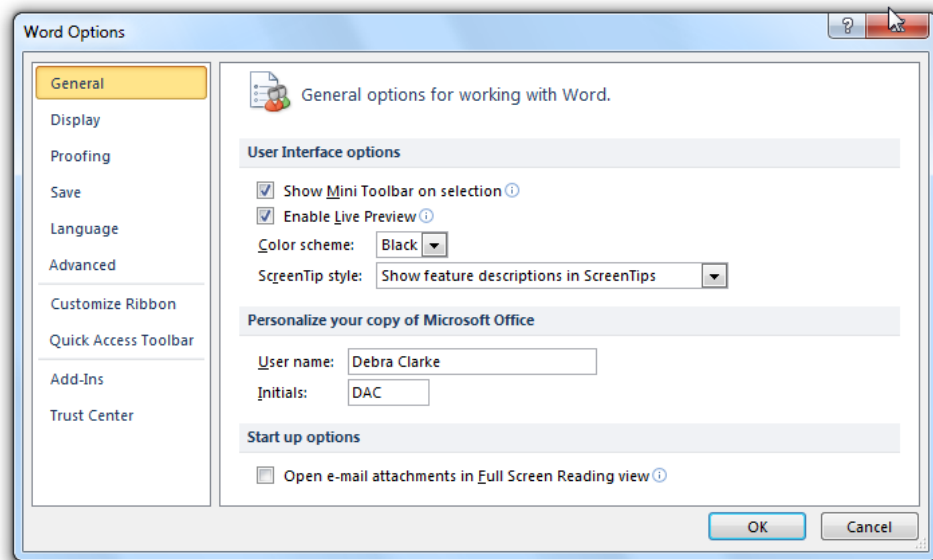 Word Options
General
Display
Proofing
Save
Language
Advanced
Customize Ribbon
Quick Access Toolbar
Add-Ins
Trust Center
General options for working with Word.
User Interface options
Show Mini Toolbar on selection
Enable Live Preview
Color scheme: Black
ScreenTip style: Show feature descriptions in ScreenTips
Personalize your copy of Microsoft Office
User name: Debra Clarke
Initials: DAC
Start up options
Open e-mail attachments in Full Screen Reading view
OK Cancel